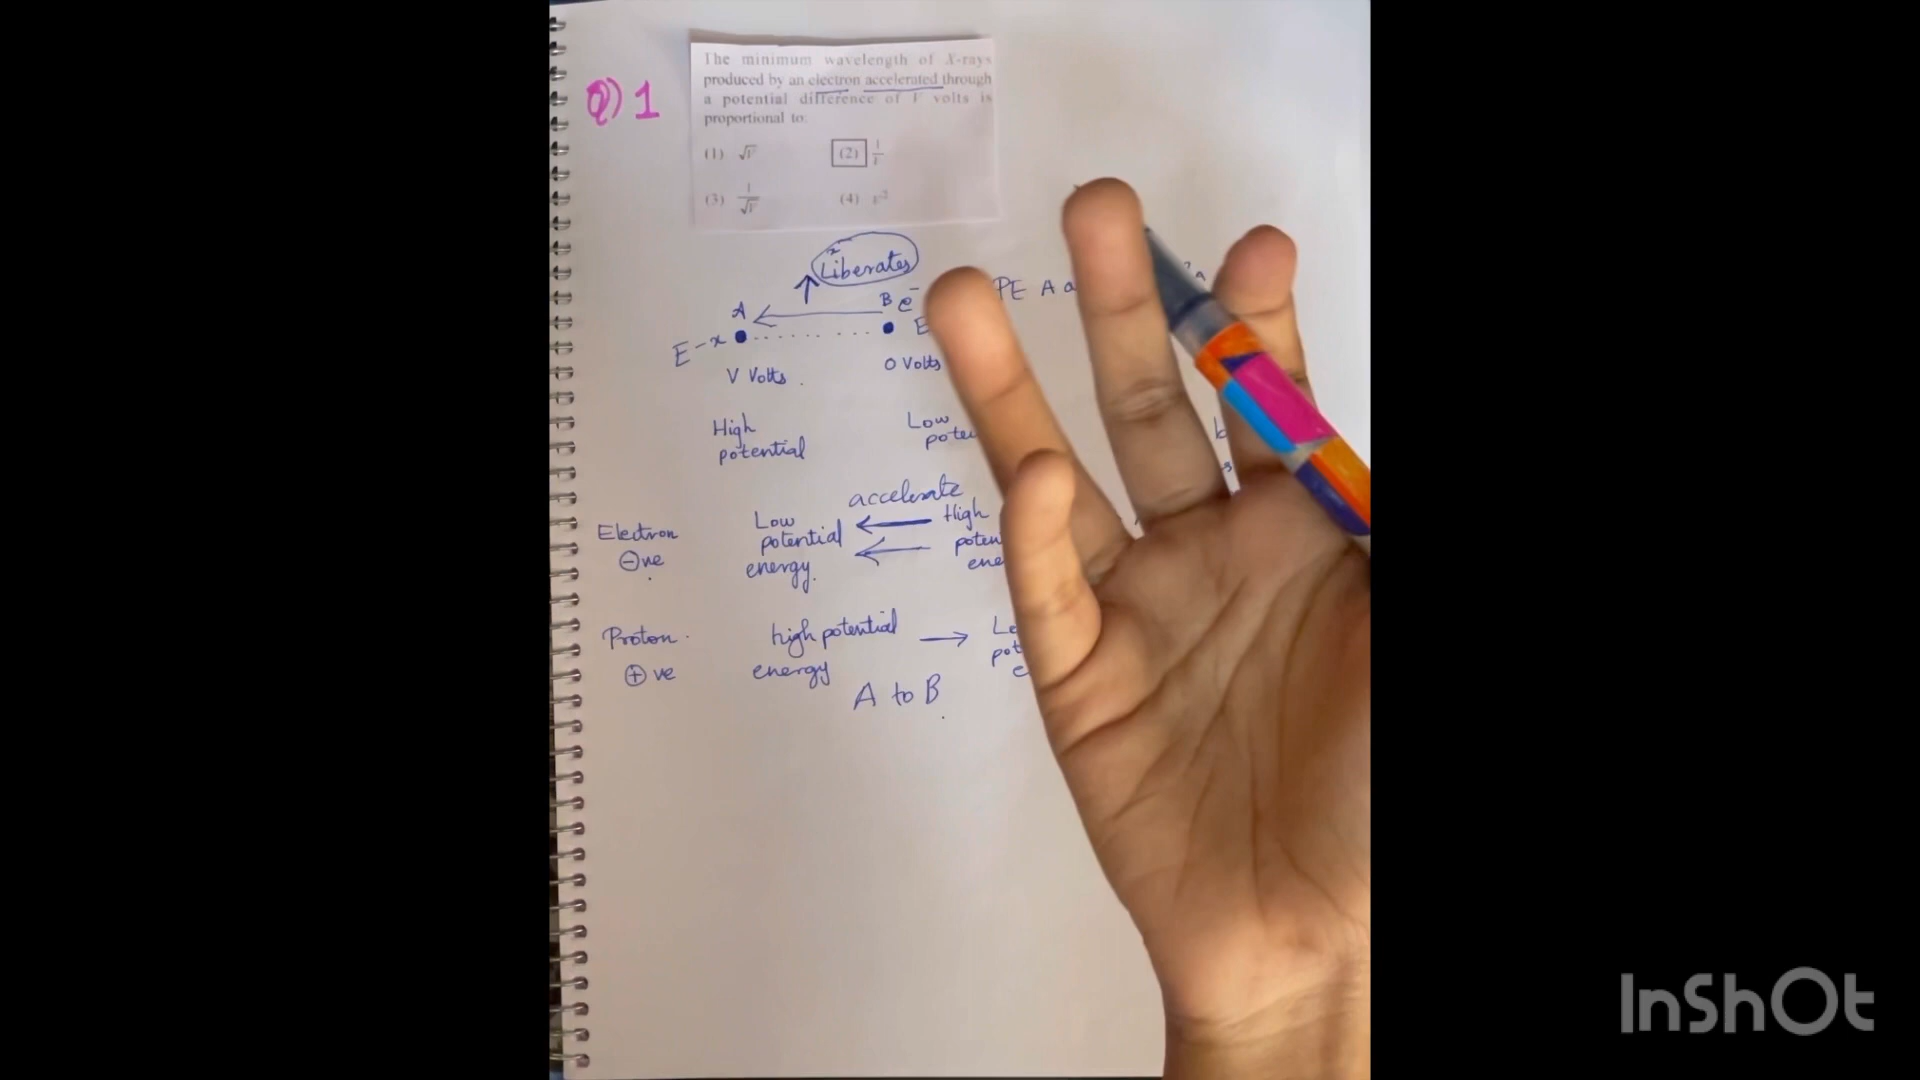 Q) 1
The minimum wavelength of X-rays
produced by an electron accelerated through
a potential difference of V volts is
proportional to:
(1) √V (2) 1/V
(3) 1/√V (4) V²
x
Liberates
A B e⁻ PE A a
E-x E
V Volts . 0 Volts
High Low
potential
accelerate
Electron Low High
⊖ve potential
energy.
Proton. high potential
⊕ve energy
A to B
InShOt